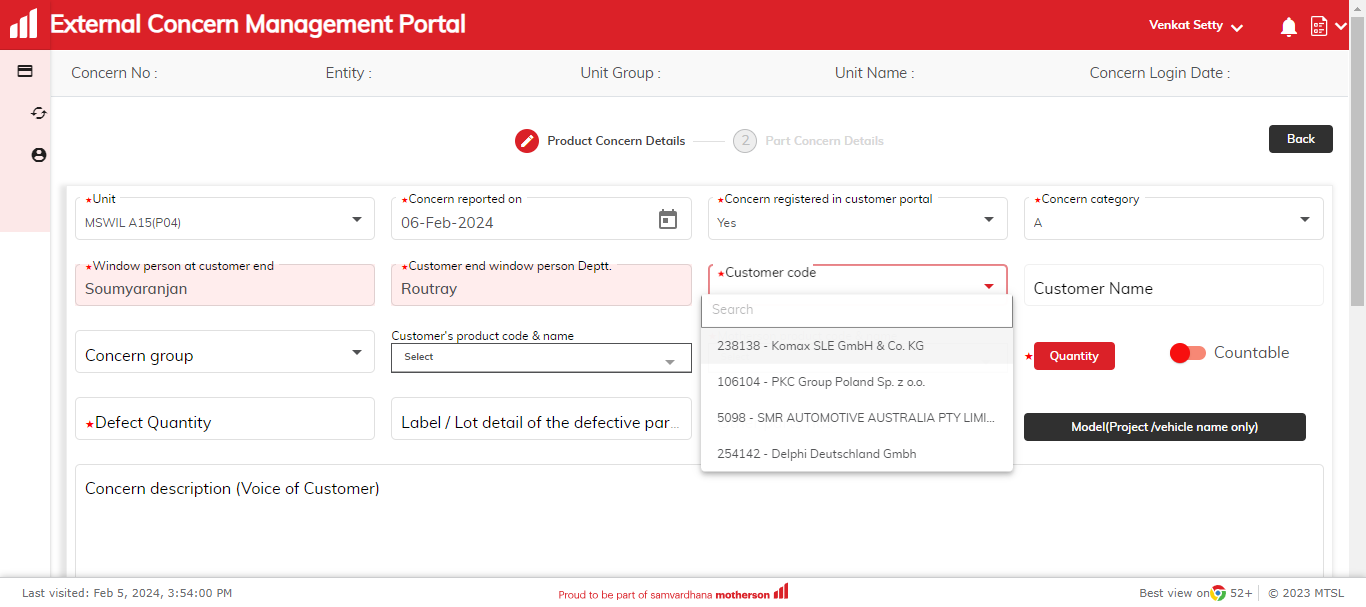 External Concern Management Portal
Venkat Setty
Concern No :
Entity :
Unit Group :
Unit Name :
Concern Login Date :
Product Concern Details
2
Part Concern Details
Back
*Unit
MSWIL A15(P04)
*Concern reported on
06-Feb-2024
*Concern registered in customer portal
Yes
*Concern category
A
*Window person at customer end
Soumyaranjan
*Customer end window person Deptt.
Routray
*Customer code
Customer Name
Search
238138 - Komax SLE GmbH & Co. KG
106104 - PKC Group Poland Sp. z o.o.
5098 - SMR AUTOMOTIVE AUSTRALIA PTY LIMI...
254142 - Delphi Deutschland Gmbh
Concern group
Customer's product code & name
Select
* Quantity
Countable
*Defect Quantity
Label / Lot detail of the defective par...
Model(Project /vehicle name only)
Concern description (Voice of Customer)
Last visited: Feb 5, 2024, 3:54:00 PM
Proud to be part of samvardhana motherson
Best view on 52+
© 2023 MTSL